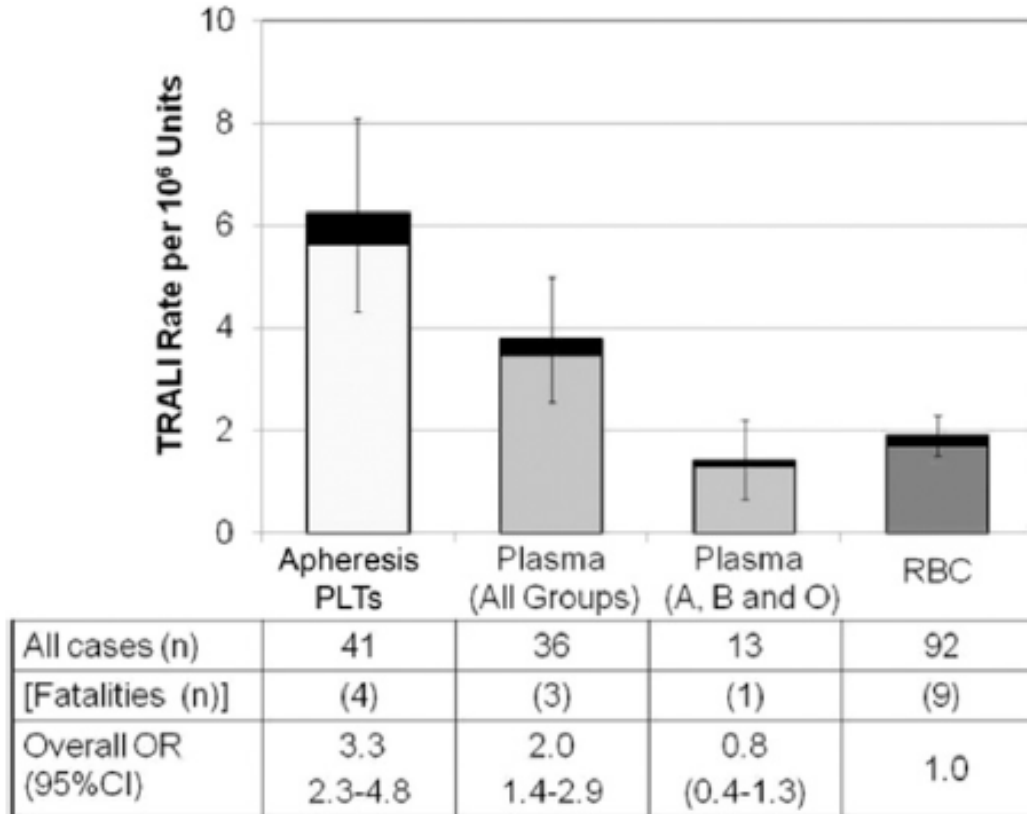 TRALI Rate per 10⁶ Units
10
8
6
4
2
0
Apheresis PLTs
Plasma (All Groups)
Plasma (A, B and O)
RBC
All cases (n) 41 36 13 92
[Fatalities (n)] (4) (3) (1) (9)
Overall OR 3.3 2.0 0.8 1.0
(95%CI) 2.3-4.8 1.4-2.9 (0.4-1.3)